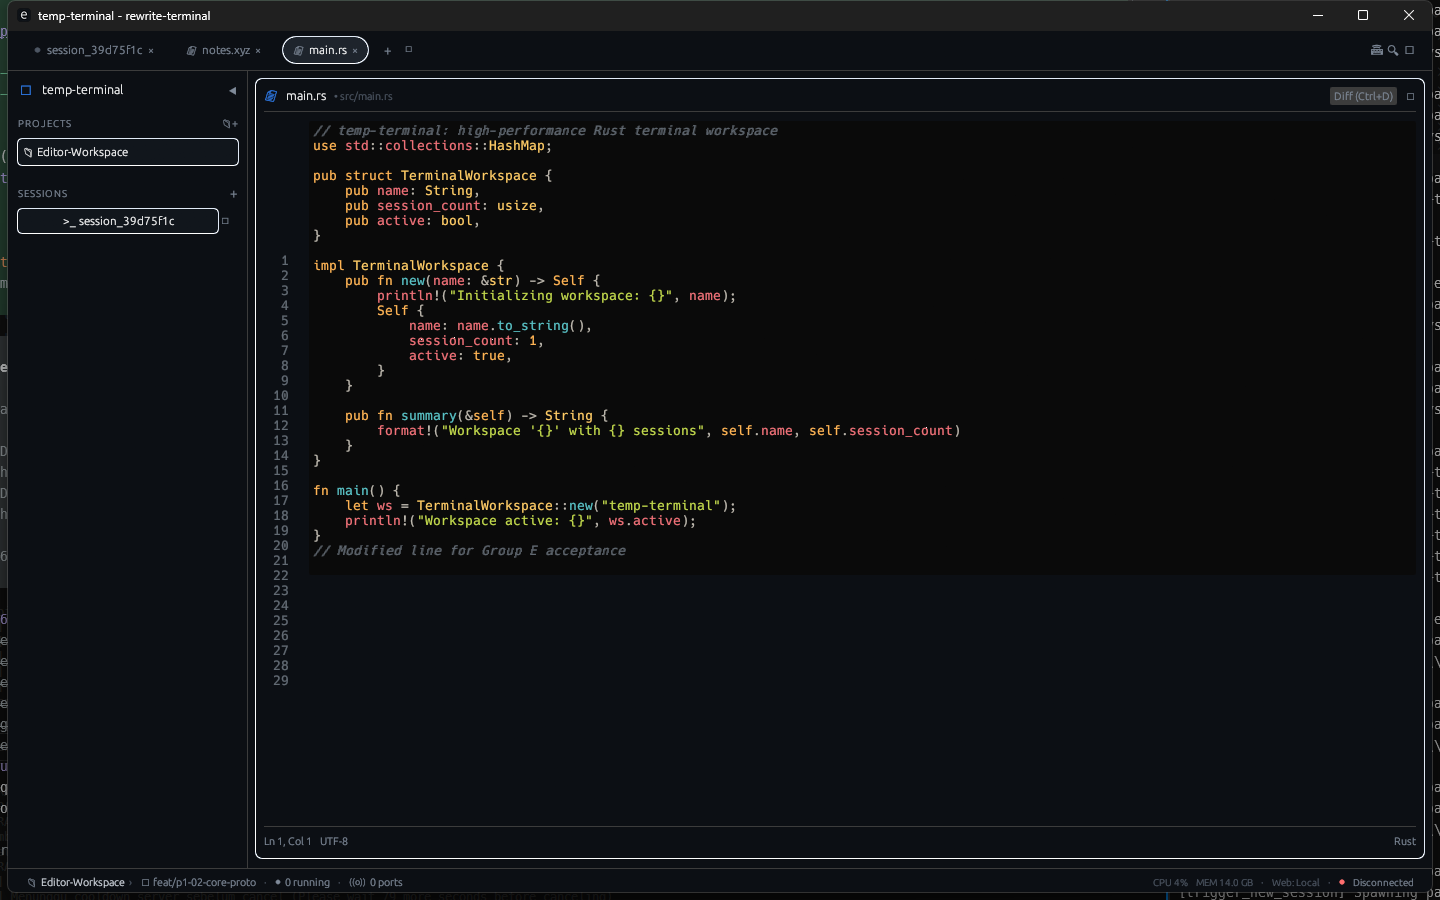 temp-terminal - rewrite-terminal
session_39d75f1c ×
notes.xyz ×
main.rs ×
+
temp-terminal
PROJECTS
Editor-Workspace
SESSIONS +
>_ session_39d75f1c
main.rs • src/main.rs
Diff (Ctrl+D)
// temp-terminal: high-performance Rust terminal workspace
use std::collections::HashMap;
pub struct TerminalWorkspace {
    pub name: String,
    pub session_count: usize,
    pub active: bool,
}
impl TerminalWorkspace {
    pub fn new(name: &str) -> Self {
        println!("Initializing workspace: {}", name);
        Self {
            name: name.to_string(),
            session_count: 1,
            active: true,
        }
    }
    pub fn summary(&self) -> String {
        format!("Workspace '{}' with {} sessions", self.name, self.session_count)
    }
}
fn main() {
    let ws = TerminalWorkspace::new("temp-terminal");
    println!("Workspace active: {}", ws.active);
}
// Modified line for Group E acceptance
1
2
3
4
5
6
7
8
9
10
11
12
13
14
15
16
17
18
19
20
21
22
23
24
25
26
27
28
29
Ln 1, Col 1 UTF-8
Rust
Editor-Workspace › feat/p1-02-core-proto · 0 running · ((o)) 0 ports
CPU 4% MEM 14.0 GB · Web: Local · Disconnected